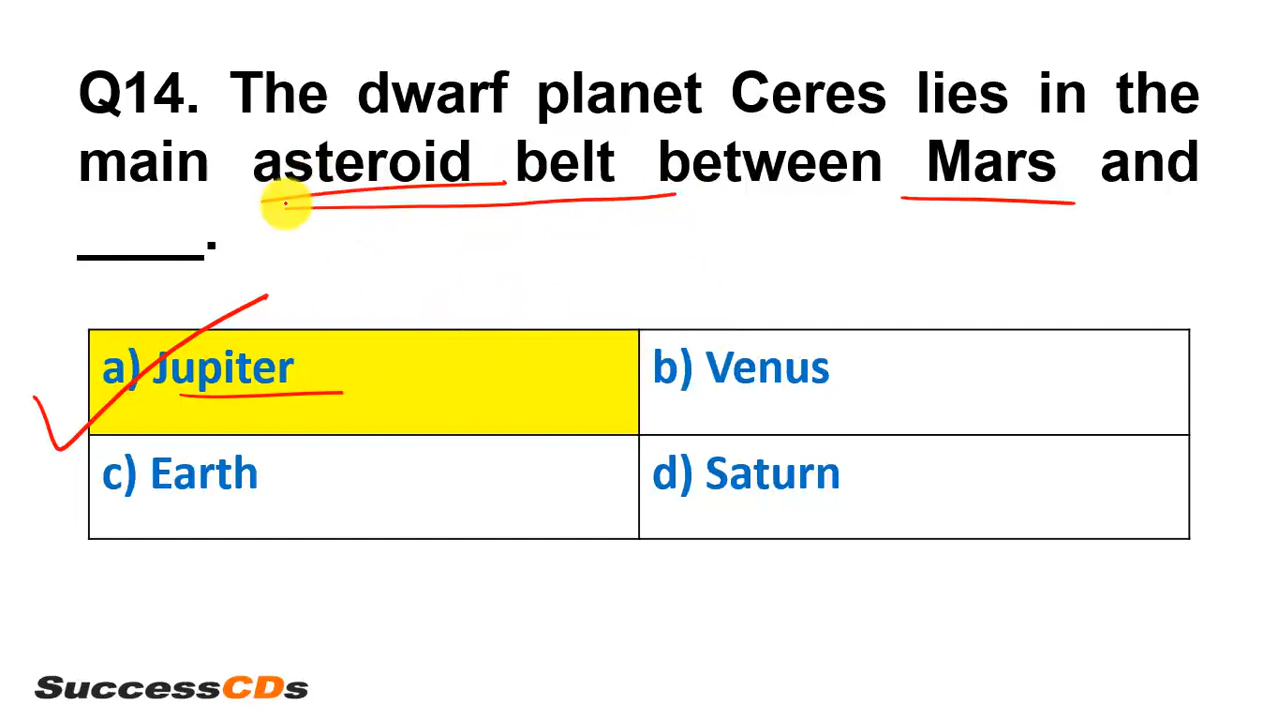 Q14. The dwarf planet Ceres lies in the
main asteroid belt between Mars and
____.
a) Jupiter
b) Venus
c) Earth
d) Saturn
SuccessCDs